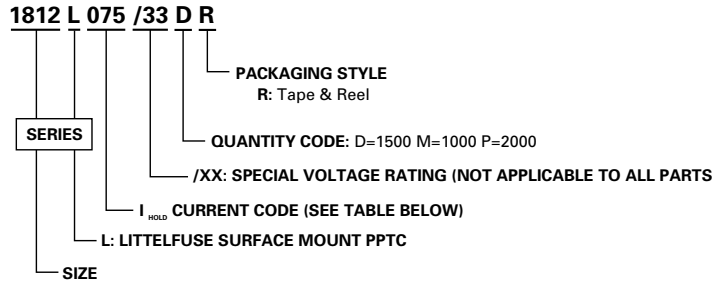 1812 L 075 /33 D R
PACKAGING STYLE
R: Tape & Reel
SERIES
QUANTITY CODE: D=1500 M=1000 P=2000
/XX: SPECIAL VOLTAGE RATING (NOT APPLICABLE TO ALL PARTS
I HOLD CURRENT CODE (SEE TABLE BELOW)
L: LITTELFUSE SURFACE MOUNT PPTC
SIZE